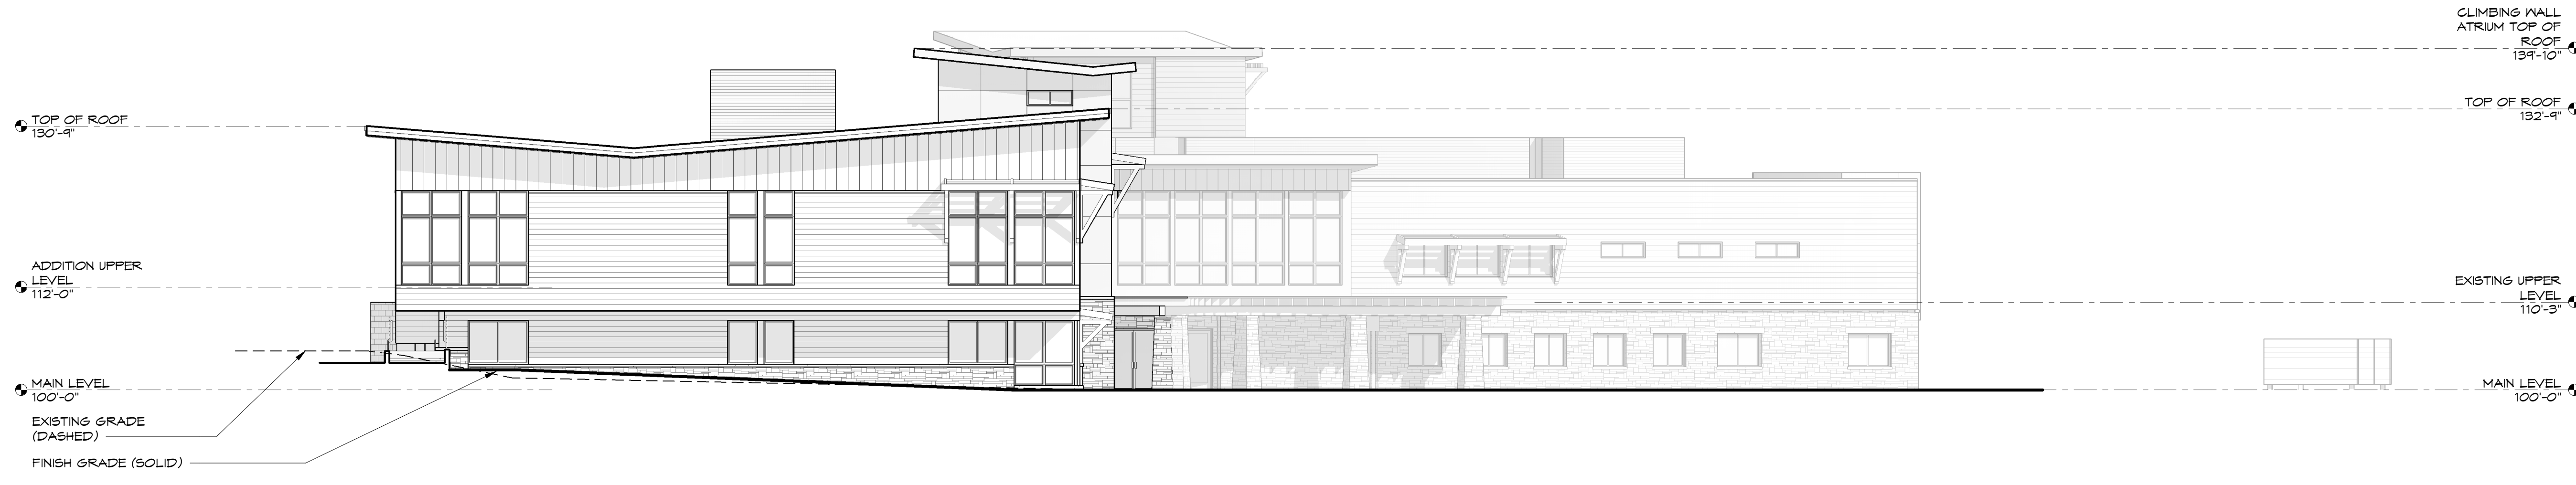 CLIMBING WALL
ATRIUM TOP OF
ROOF
139'-10"
TOP OF ROOF
132'-9"
TOP OF ROOF
130'-9"
ADDITION UPPER
LEVEL
112'-0"
EXISTING UPPER
LEVEL
110'-3"
MAIN LEVEL
100'-0"
MAIN LEVEL
100'-0"
EXISTING GRADE
(DASHED)
FINISH GRADE (SOLID)